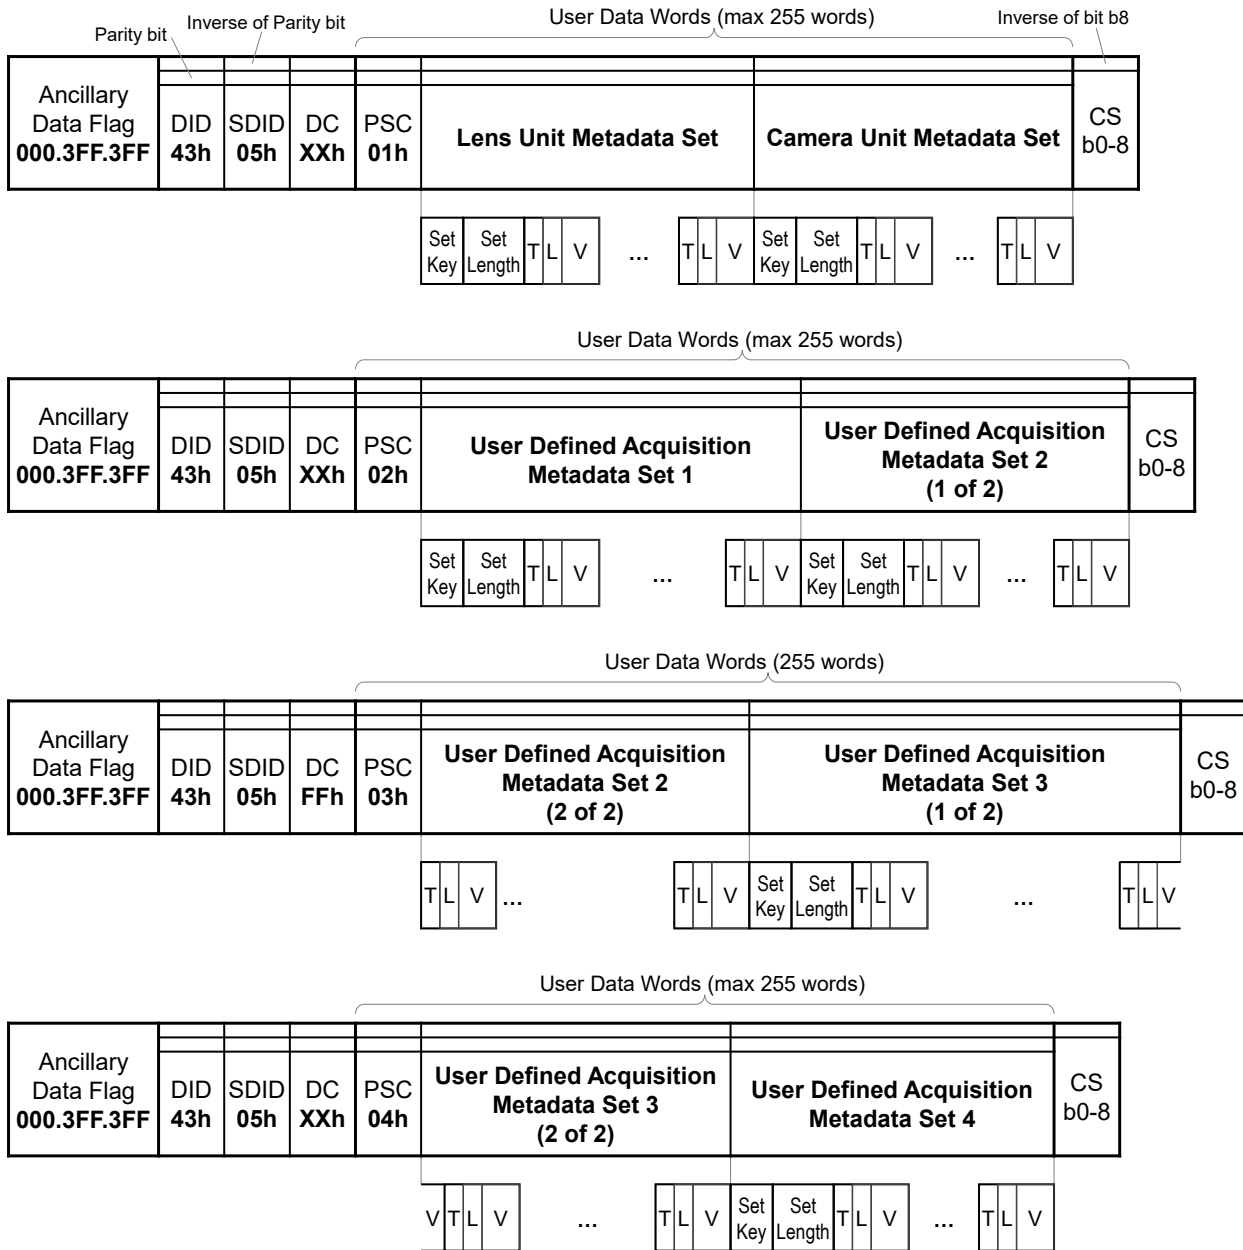 User Data Words (max 255 words)
Parity bit
Inverse of Parity bit
Inverse of bit b8
Ancillary
Data Flag
000.3FF.3FF
DID
43h
SDID
05h
DC
XXh
PSC
01h
Lens Unit Metadata Set
Camera Unit Metadata Set
CS
b0-8
Set
Key
Set
Length
T L V
...
T L V
Set
Key
Set
Length
T L V
...
T L V
User Data Words (max 255 words)
Ancillary
Data Flag
000.3FF.3FF
DID
43h
SDID
05h
DC
XXh
PSC
02h
User Defined Acquisition
Metadata Set 1
User Defined Acquisition
Metadata Set 2
(1 of 2)
CS
b0-8
Set
Key
Set
Length
T L V
...
T L V
Set
Key
Set
Length
T L V
...
T L V
User Data Words (255 words)
Ancillary
Data Flag
000.3FF.3FF
DID
43h
SDID
05h
DC
FFh
PSC
03h
User Defined Acquisition
Metadata Set 2
(2 of 2)
User Defined Acquisition
Metadata Set 3
(1 of 2)
CS
b0-8
T L V
...
T L V
Set
Key
Set
Length
T L V
...
T L V
User Data Words (max 255 words)
Ancillary
Data Flag
000.3FF.3FF
DID
43h
SDID
05h
DC
XXh
PSC
04h
User Defined Acquisition
Metadata Set 3
(2 of 2)
User Defined Acquisition
Metadata Set 4
CS
b0-8
V T L V
...
T L V
Set
Key
Set
Length
T L V
...
T L V